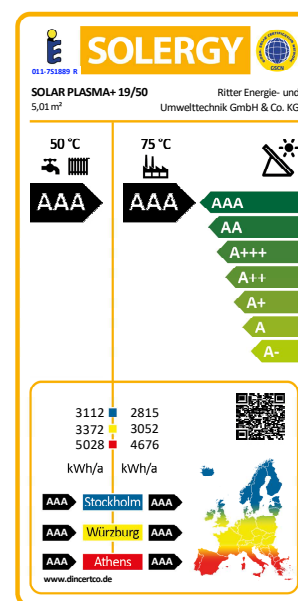 SOLERGY
011-7S1889 R
GSCN
SOLAR PLASMA+ 19/50
Ritter Energie- und
5,01 m²
Umwelttechnik GmbH & Co. KG
50 °C
75 °C
AAA
AAA
AAA
AA
A+++
A++
A+
A
A-
3112 2815
3372 3052
5028 4676
kWh/a kWh/a
AAA Stockholm AAA
AAA Würzburg AAA
AAA Athens AAA
www.dincertco.de